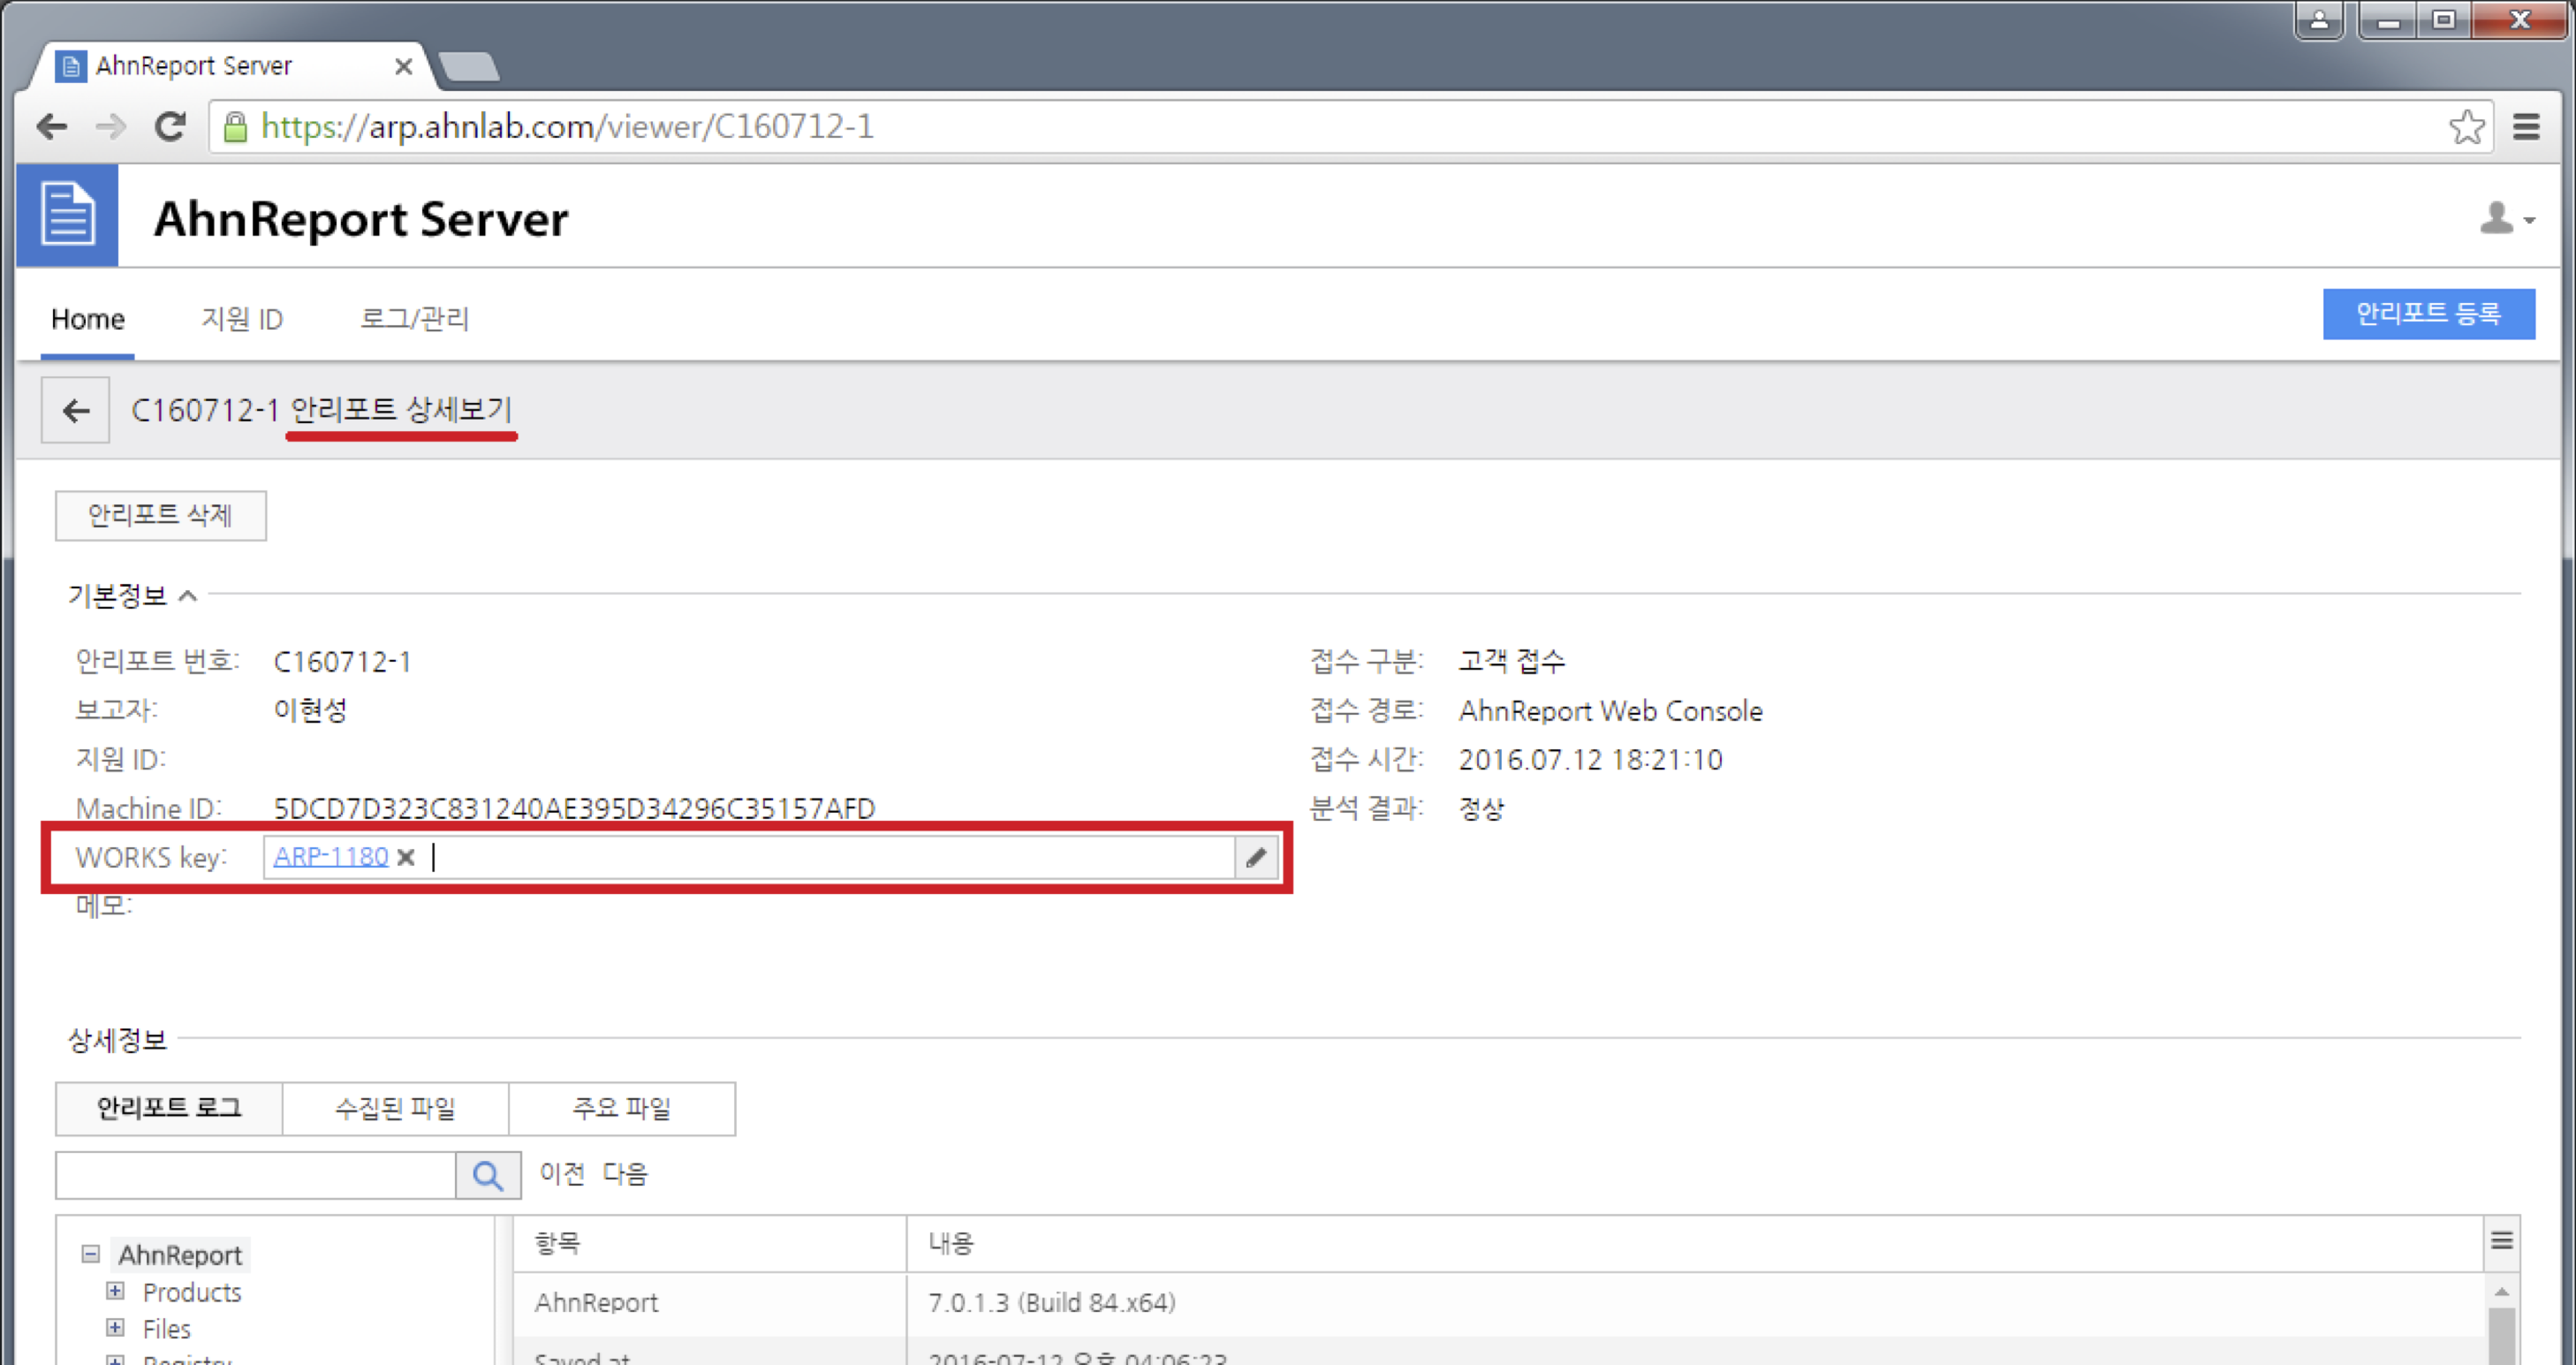 AhnReport Server
https://arp.ahnlab.com/viewer/C160712-1
AhnReport Server
Home 지원 ID 로그/관리 안리포트 등록
C160712-1 안리포트 상세보기
안리포트 삭제
기본정보
안리포트 번호: C160712-1 접수 구분: 고객 접수
보고자: 이현성 접수 경로: AhnReport Web Console
지원 ID: 접수 시간: 2016.07.12 18:21:10
Machine ID: 5DCD7D323C831240AE395D34296C35157AFD 분석 결과: 정상
WORKS key: ARP-1180
메모:
상세정보
안리포트 로그 수집된 파일 주요 파일
이전 다음
항목 내용
AhnReport
Products
AhnReport 7.0.1.3 (Build 84.x64)
Files
Registry
Saved at 2016-07-12 오후 04:06:23